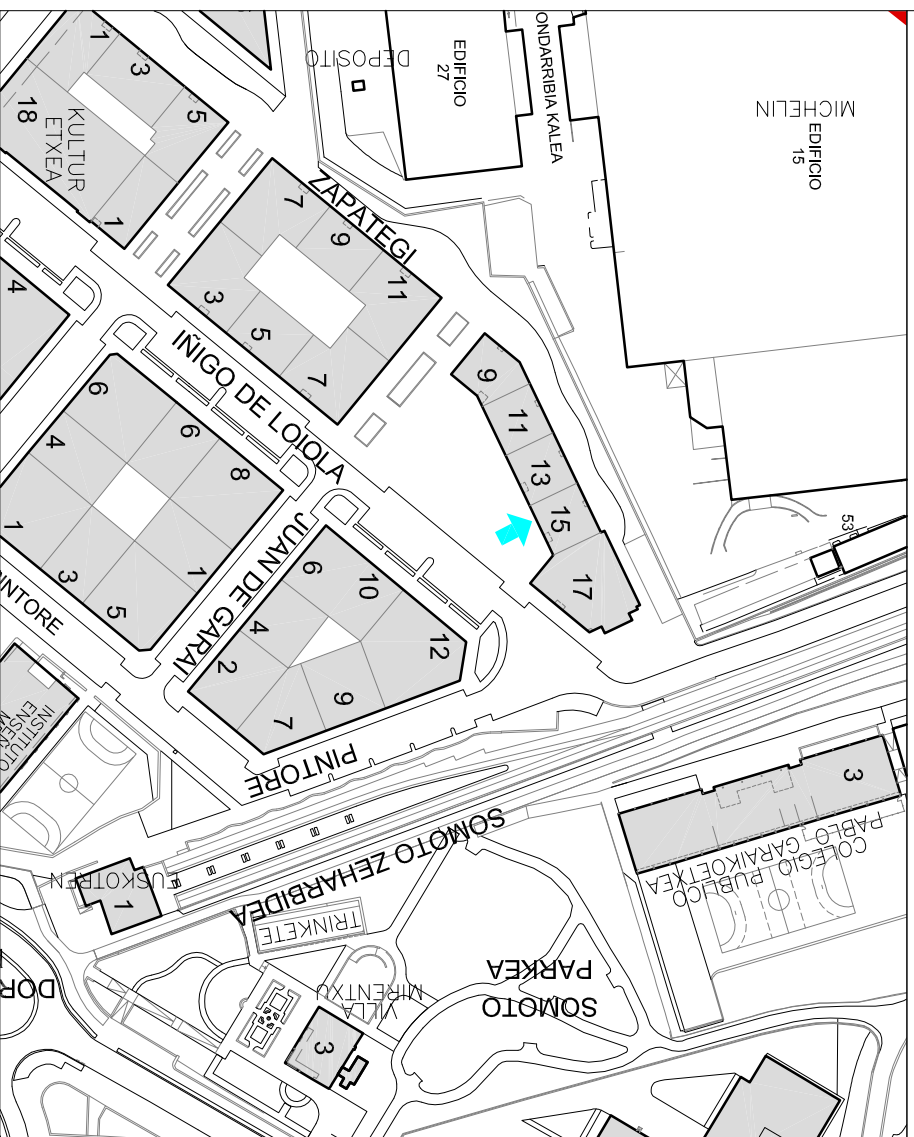 DEPOSITO
EDIFICIO
27
ONDARRIBIA KALEA
MICHELIN
EDIFICIO
15
1
3
5
18
KULTUR
ETXEA
1
ZAPATEGI
7
9
11
3
5
7
4
IÑIGO DE LOIOLA
9
11
13
15
17
53
6
4
6
8
1
3
5
1
JUAN DE GARAI
6
10
4
12
2
9
7
PINTORE
INSTITUTO
PINTORE
SOMOTO ZEHARBIDEA
3
COLEGIO PUBLICO
PABLO GARAIKOETXEA
EUSKOTREN
1
TRINKETE
VILLA
MIRENTXU
3
SOMOTO
PARKEA
DOR